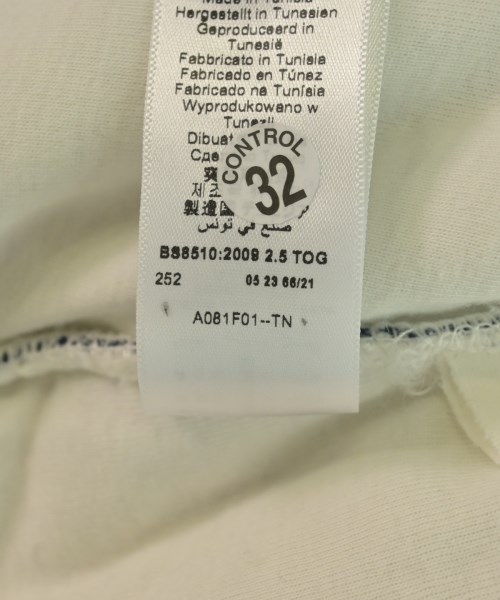 Made in Tunisia
Hergestellt in Tunesien
Geproduceerd in
Tunesië
Fabbricato in Tunisia
Fabricado en Túnez
Fabricado na Tunísia
Wyprodukowano w
Tunezji
CONTROL
32
صنع في تونس
BS8510:2009 2.5 TOG
252 05 23 66/21
A081F01--TN